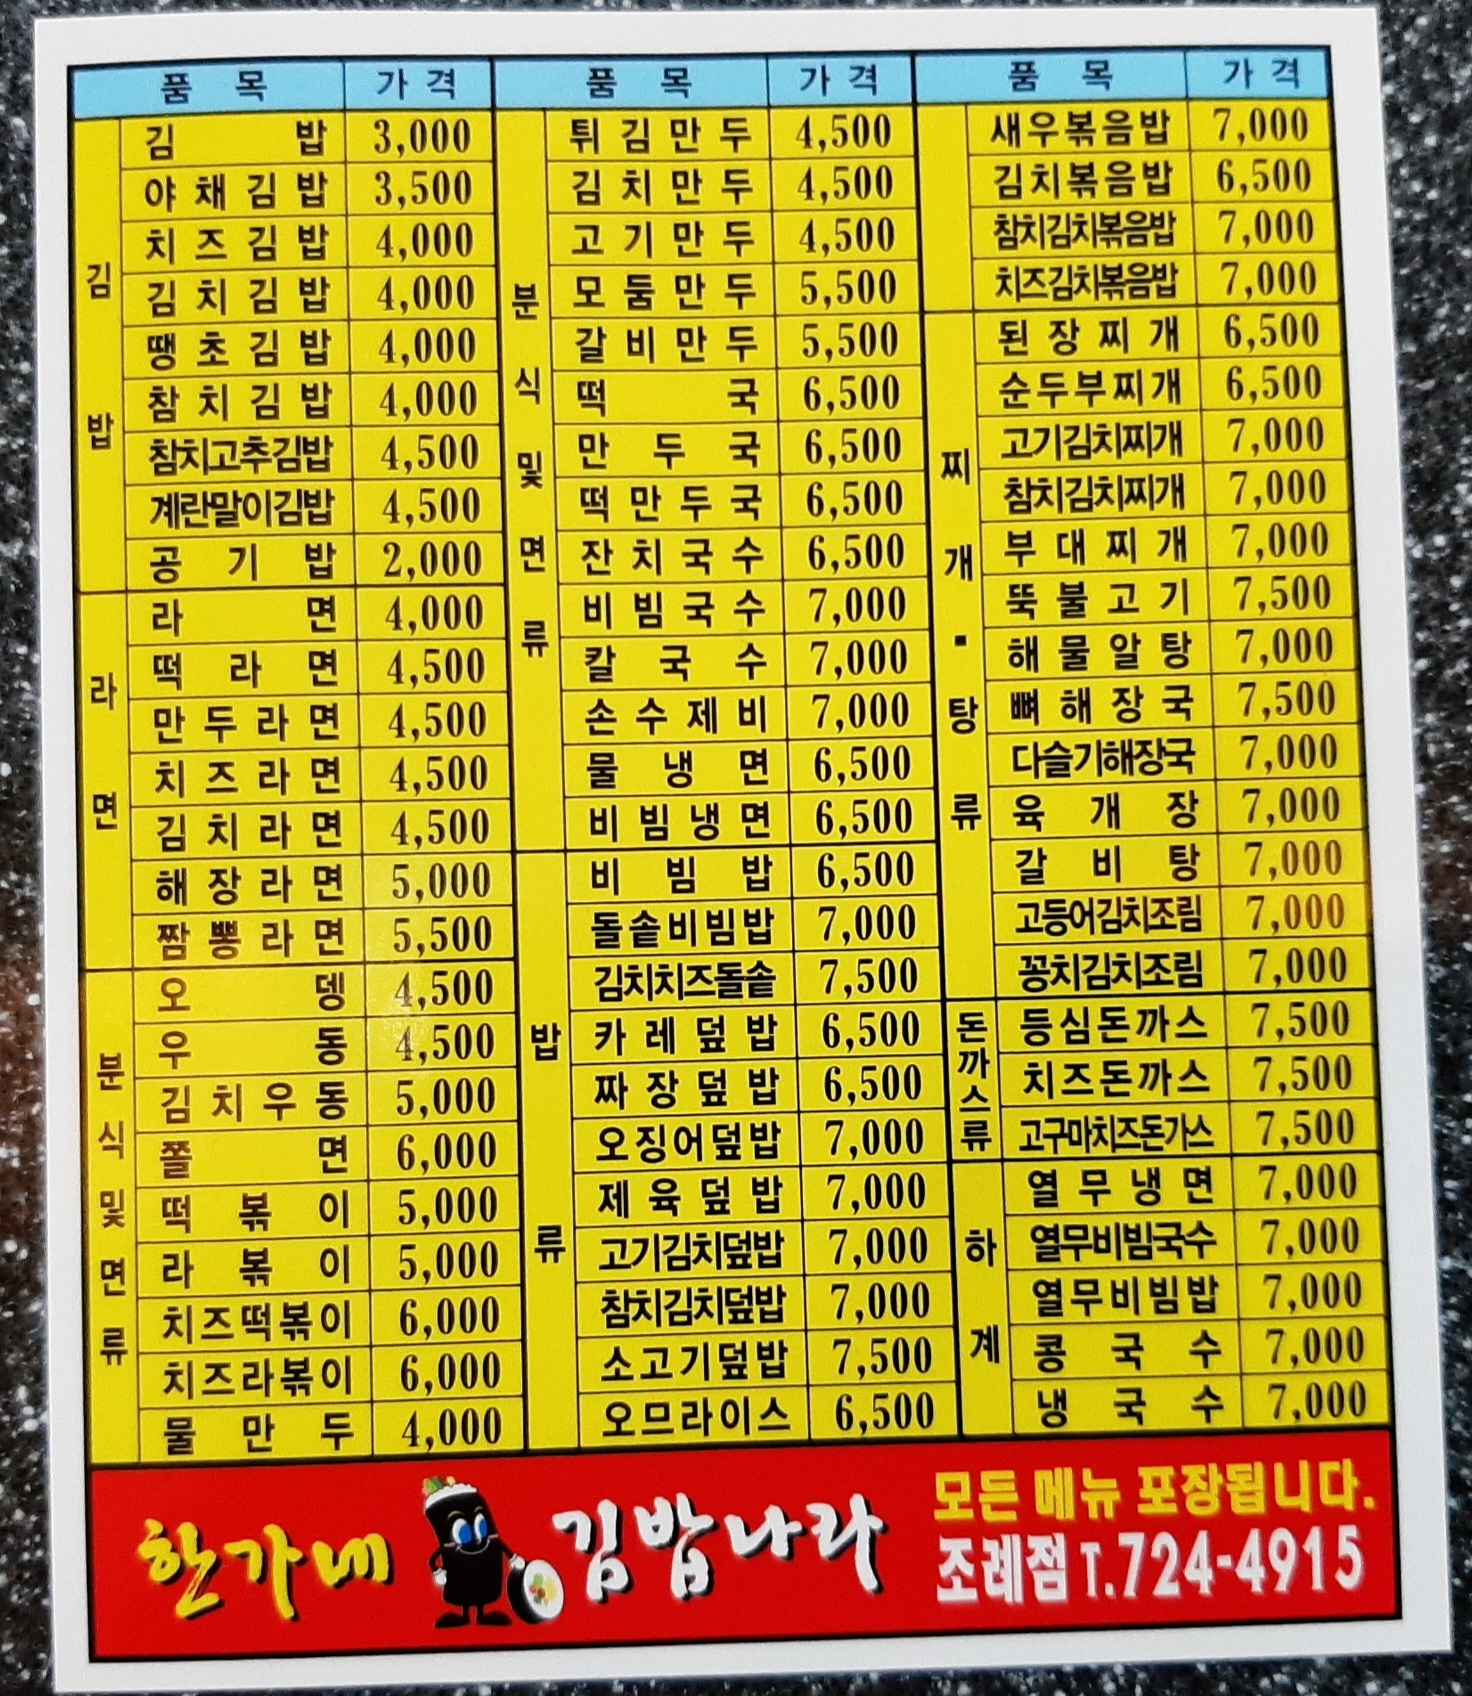 품목 가격
김밥
김밥 3,000
야채김밥 3,500
치즈김밥 4,000
김치김밥 4,000
땡초김밥 4,000
참치김밥 4,000
참치고추김밥 4,500
계란말이김밥 4,500
공기밥 2,000
라면
라면 4,000
떡라면 4,500
만두라면 4,500
치즈라면 4,500
김치라면 4,500
해장라면 5,000
짬뽕라면 5,500
분식 및 면류
오뎅 4,500
우동 4,500
김치우동 5,000
쫄면 6,000
떡볶이 5,000
라볶이 5,000
치즈떡볶이 6,000
치즈라볶이 6,000
물만두 4,000
품목 가격
분식 및 면류
튀김만두 4,500
김치만두 4,500
고기만두 4,500
모둠만두 5,500
갈비만두 5,500
떡국 6,500
만두국 6,500
떡만두국 6,500
잔치국수 6,500
비빔국수 7,000
칼국수 7,000
손수제비 7,000
물냉면 6,500
비빔냉면 6,500
밥류
비빔밥 6,500
돌솥비빔밥 7,000
김치치즈돌솥 7,500
카레덮밥 6,500
짜장덮밥 6,500
오징어덮밥 7,000
제육덮밥 7,000
고기김치덮밥 7,000
참치김치덮밥 7,000
소고기덮밥 7,500
오므라이스 6,500
품목 가격
새우볶음밥 7,000
김치볶음밥 6,500
참치김치볶음밥 7,000
치즈김치볶음밥 7,000
찌개·탕류
된장찌개 6,500
순두부찌개 6,500
고기김치찌개 7,000
참치김치찌개 7,000
부대찌개 7,000
뚝불고기 7,500
해물알탕 7,000
뼈해장국 7,500
다슬기해장국 7,000
육개장 7,000
갈비탕 7,000
고등어김치조림 7,000
꽁치김치조림 7,000
돈까스류
등심돈까스 7,500
치즈돈까스 7,500
고구마치즈돈가스 7,500
하계
열무냉면 7,000
열무비빔국수 7,000
열무비빔밥 7,000
콩국수 7,000
냉국수 7,000
한가네 김밥나라
모든 메뉴 포장됩니다.
조례점 T.724-4915